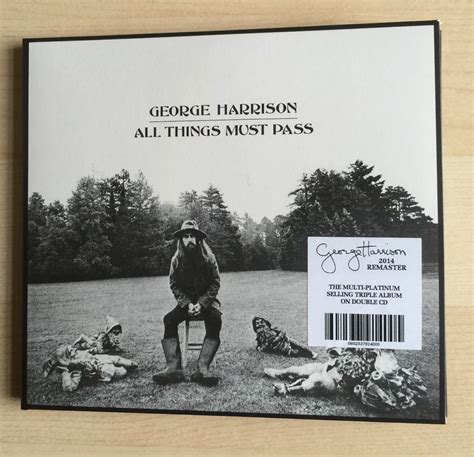 GEORGE HARRISON
ALL THINGS MUST PASS
George Harrison
2014
REMASTER
THE MULTI-PLATINUM
SELLING TRIPLE ALBUM
ON DOUBLE CD